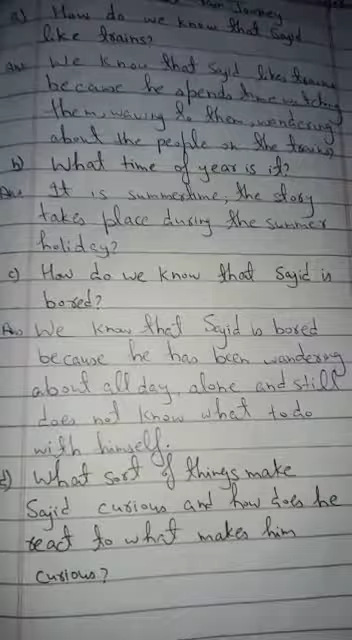 Train Journey
a) How do we know that Sajid
like trains?
Ans We know that Sajid likes trains
because he spends time watching
them, waving to them, wondering
about the people on the trains
b) What time of year is it?
Ans. It is summertime, the story
takes place during the summer
holiday?
c) How do we know that Sajid is
bored?
Ans We know that Sajid is bored
because he has been wandering
about all day, alone and still
does not know what to do
with himself.
d) What sort of things make
Sajid curious and how does he
react to what makes him
curious?